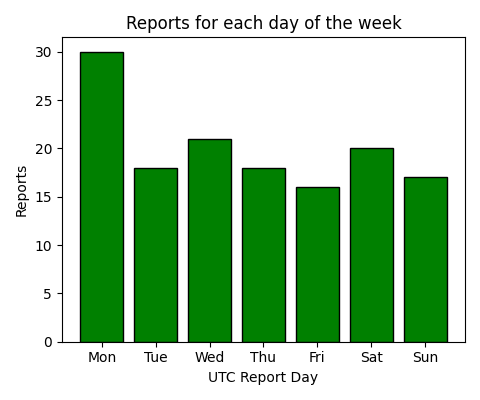 Reports for each day of the week
30
25
20
15
10
5
0
Reports
Mon Tue Wed Thu Fri Sat Sun
UTC Report Day